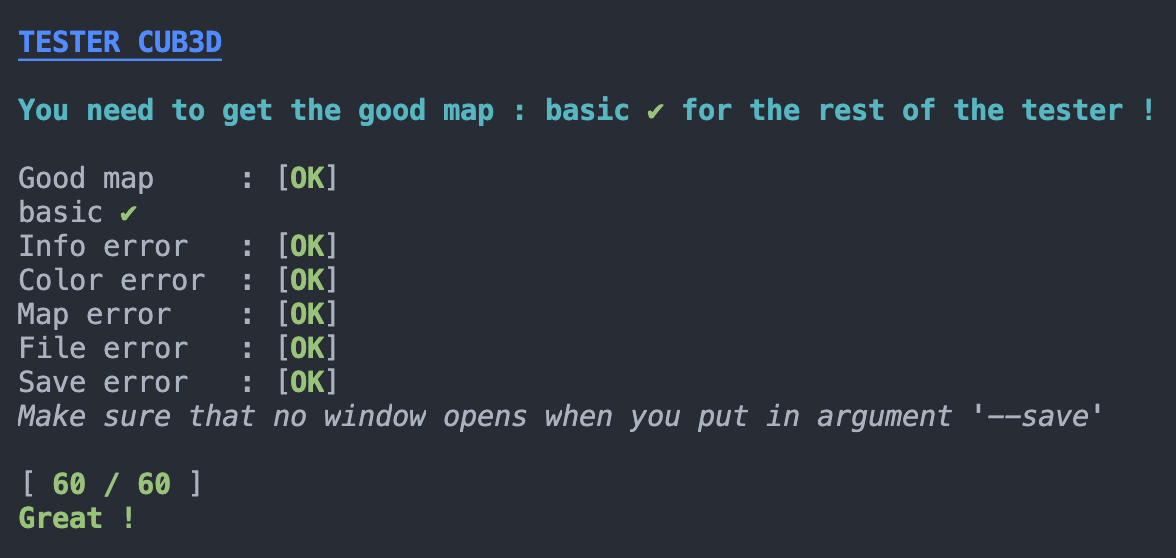 TESTER CUB3D
You need to get the good map : basic ✔ for the rest of the tester !
Good map     : [OK]
basic ✔
Info error   : [OK]
Color error  : [OK]
Map error    : [OK]
File error   : [OK]
Save error   : [OK]
Make sure that no window opens when you put in argument '--save'
[ 60 / 60 ]
Great !